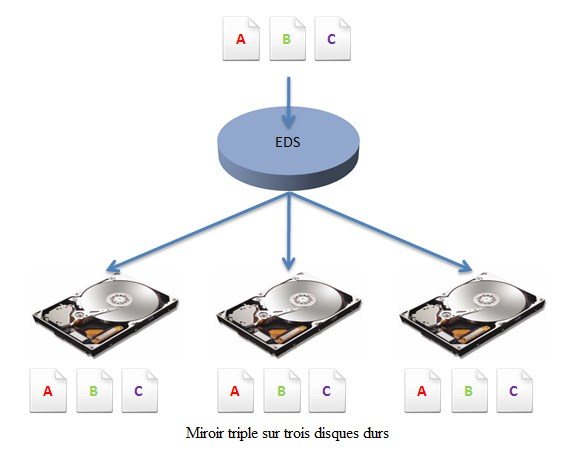 A B C
EDS
A B C A B C A B C
Miroir triple sur trois disques durs